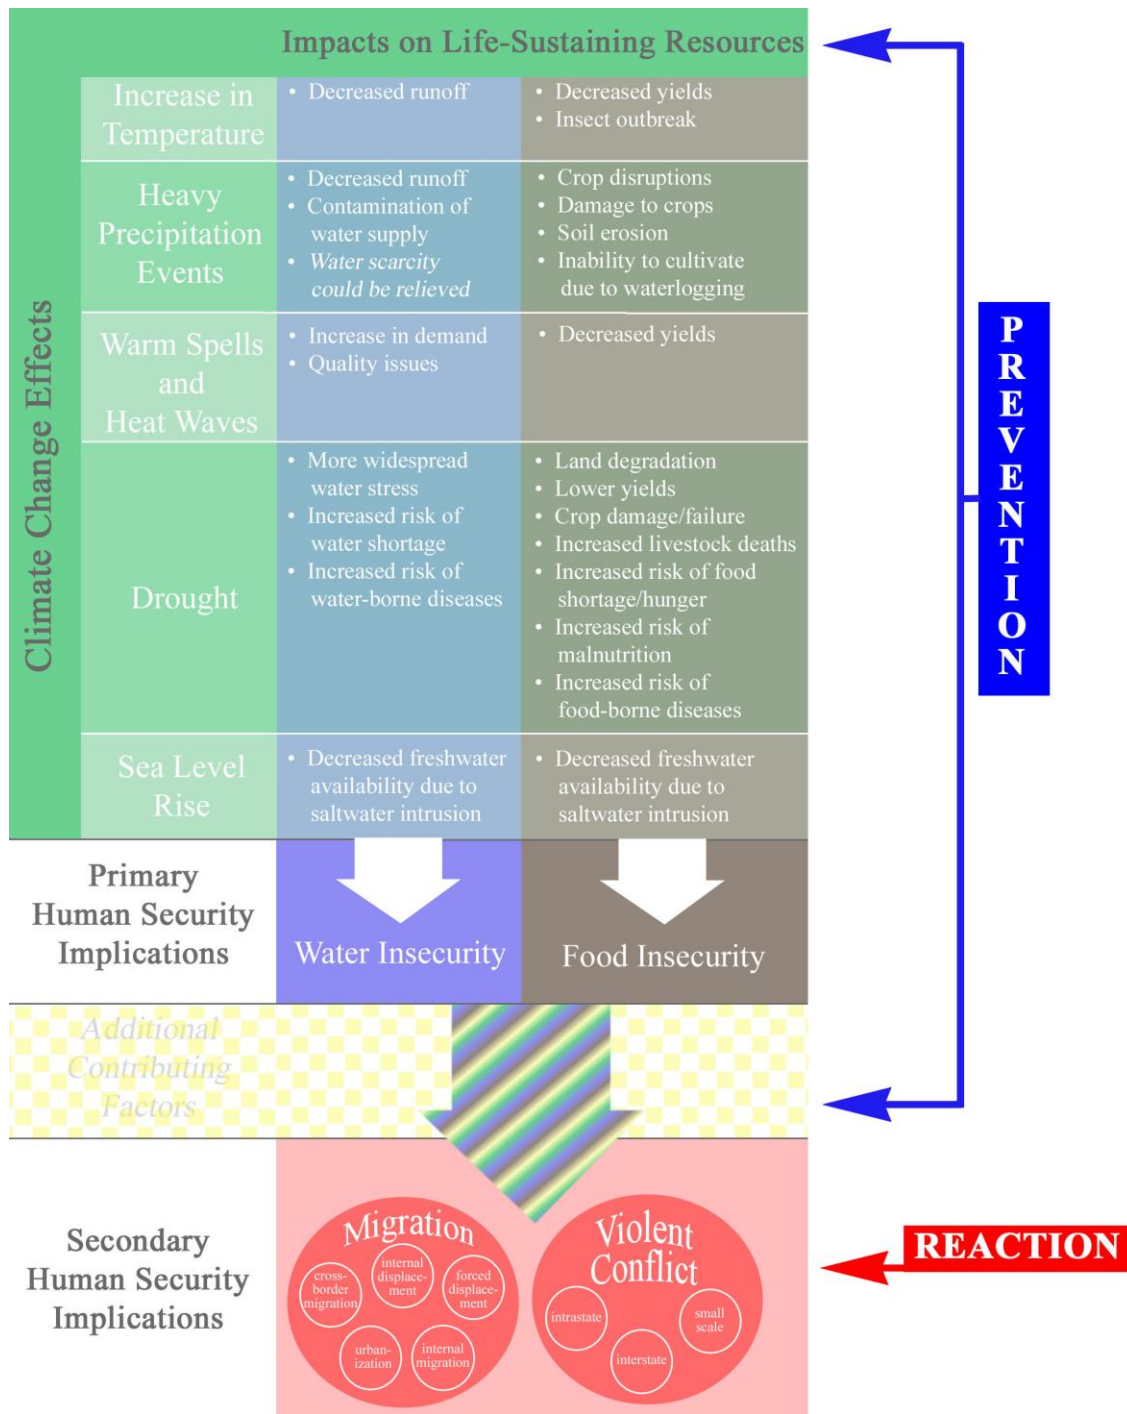 Impacts on Life-Sustaining Resources
Climate Change Effects
Increase in
Temperature
• Decreased runoff
• Decreased yields
• Insect outbreak
Heavy
Precipitation
Events
• Decreased runoff
• Contamination of
water supply
• Water scarcity
could be relieved
• Crop disruptions
• Damage to crops
• Soil erosion
• Inability to cultivate
due to waterlogging
Warm Spells
and
Heat Waves
• Increase in demand
• Quality issues
• Decreased yields
Drought
• More widespread
water stress
• Increased risk of
water shortage
• Increased risk of
water-borne diseases
• Land degradation
• Lower yields
• Crop damage/failure
• Increased livestock deaths
• Increased risk of food
shortage/hunger
• Increased risk of
malnutrition
• Increased risk of
food-borne diseases
Sea Level
Rise
• Decreased freshwater
availability due to
saltwater intrusion
• Decreased freshwater
availability due to
saltwater intrusion
Primary
Human Security
Implications
Water Insecurity
Food Insecurity
Additional
Contributing
Factors
Secondary
Human Security
Implications
Migration
cross-
border
migration
internal
displace-
ment
forced
displace-
ment
urban-
ization
internal
migration
Violent
Conflict
intrastate
interstate
small
scale
PREVENTION
REACTION